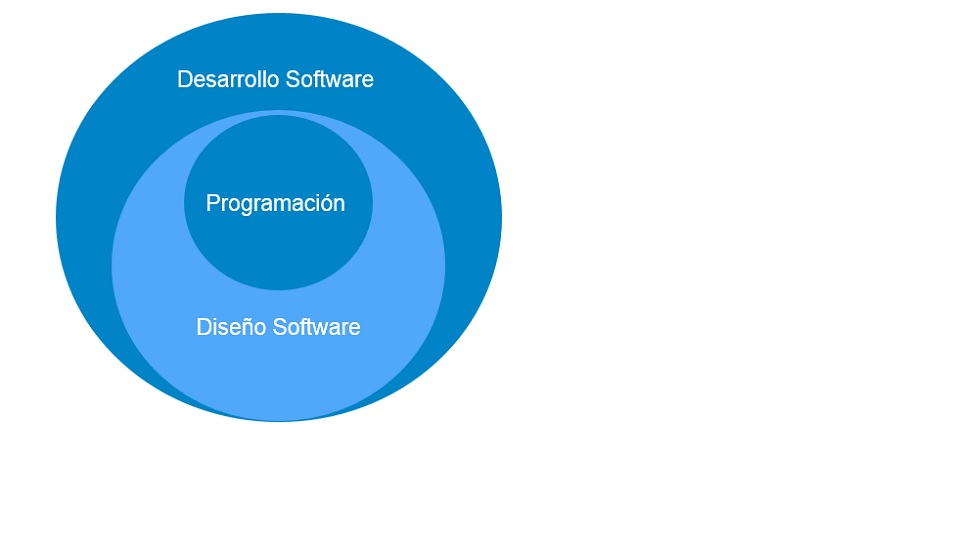 Desarrollo Software
Programación
Diseño Software